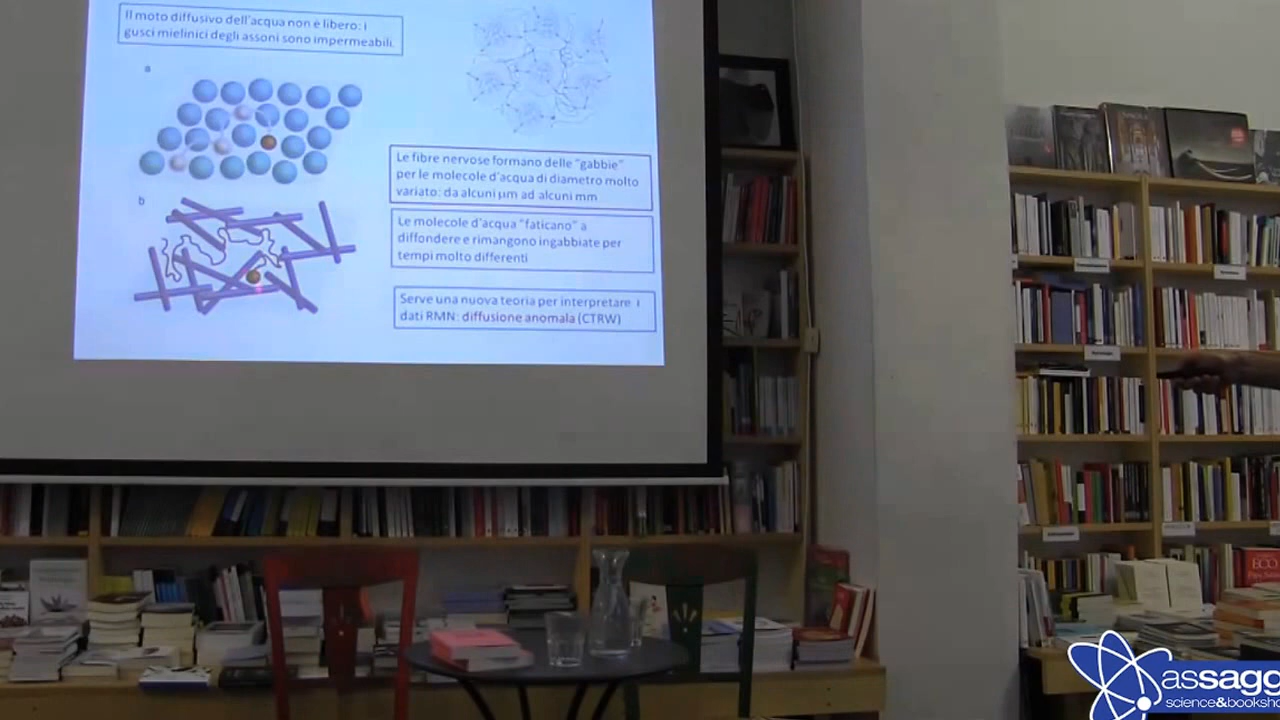 Il moto diffusivo dell'acqua non è libero: i
gusci mielinici degli assoni sono impermeabili.
a
b
Le fibre nervose formano delle "gabbie"
per le molecole d'acqua di diametro molto
variato: da alcuni µm ad alcuni mm
Le molecole d'acqua "faticano" a
diffondere e rimangono ingabbiate per
tempi molto differenti
Serve una nuova teoria per interpretare i
dati RMN: diffusione anomala (CTRW)
ECO
assagg
science&booksho